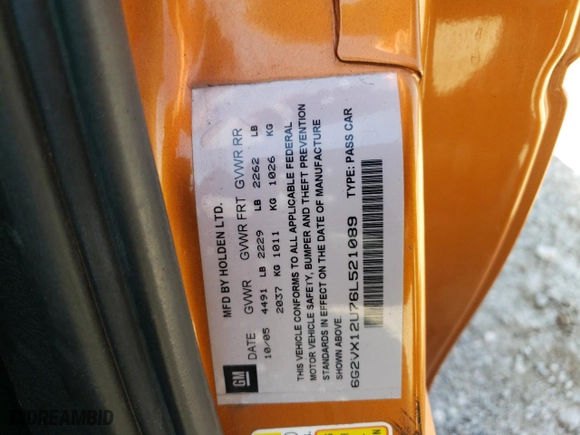 GM
MFD BY HOLDEN LTD.
DATE GVWR GVWR FRT GVWR RR
10/05 4491 LB 2229 LB 2262 LB
2037 KG 1011 KG 1026 KG
THIS VEHICLE CONFORMS TO ALL APPLICABLE FEDERAL
MOTOR VEHICLE SAFETY, BUMPER AND THEFT PREVENTION
STANDARDS IN EFFECT ON THE DATE OF MANUFACTURE
SHOWN ABOVE.
6G2VX12U76L521089 TYPE: PASS CAR
DREAMBID